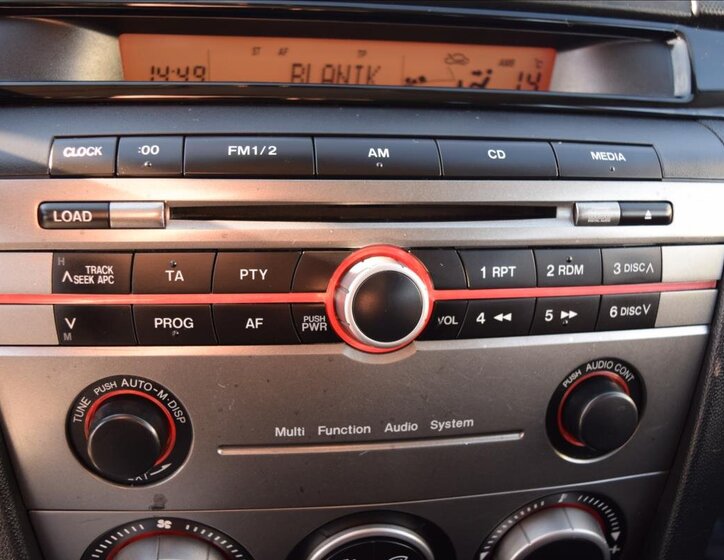 ST AF TP AMB °C
14:49 BLANIK 14
CLOCK :00 FM1/2 AM CD MEDIA
LOAD
H TRACK SEEK APC TA PTY 1 RPT 2 RDM 3 DISC
M PROG AF PUSH PWR VOL 4 5 6 DISC
TUNE PUSH AUTO-M·DISP
PUSH AUDIO CONT
Multi Function Audio System